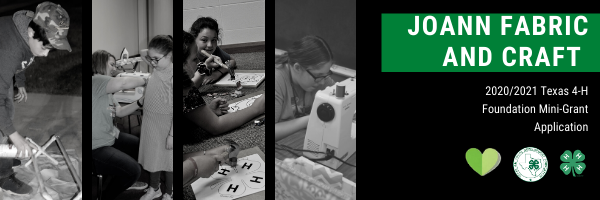 JOANN FABRIC
AND CRAFT
2020/2021 Texas 4-H
Foundation Mini-Grant
Application
H H
H H
H H
H H